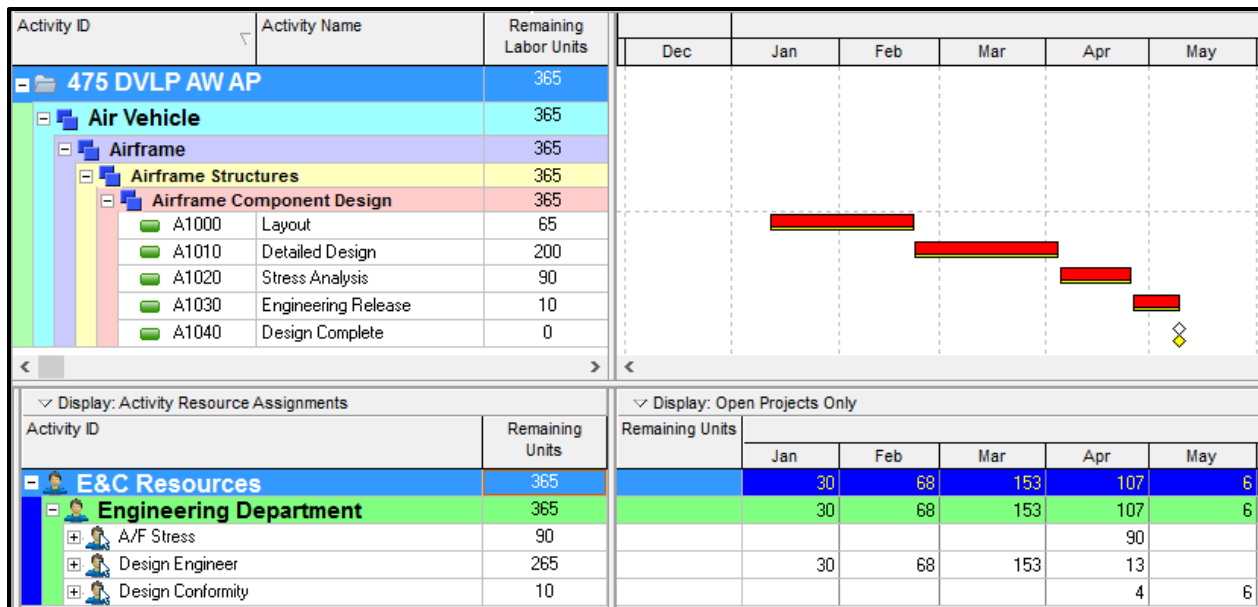 Activity ID Activity Name Remaining Labor Units
Dec Jan Feb Mar Apr May
475 DVLP AW AP 365
Air Vehicle 365
Airframe 365
Airframe Structures 365
Airframe Component Design 365
A1000 Layout 65
A1010 Detailed Design 200
A1020 Stress Analysis 90
A1030 Engineering Release 10
A1040 Design Complete 0
Display: Activity Resource Assignments Display: Open Projects Only
Activity ID Remaining Units Remaining Units
Jan Feb Mar Apr May
E&C Resources 365 30 68 153 107 6
Engineering Department 365 30 68 153 107 6
A/F Stress 90 90
Design Engineer 265 30 68 153 13
Design Conformity 10 4 6